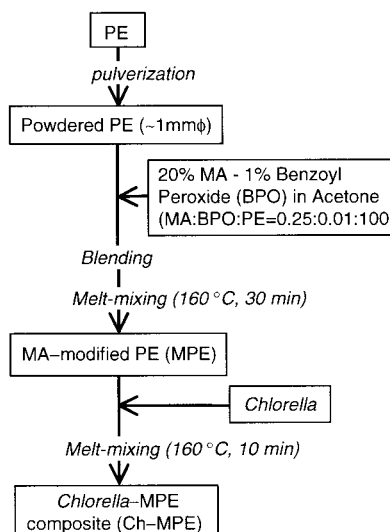 PE
pulverization
Powdered PE (~1mmϕ)
20% MA - 1% Benzoyl
Peroxide (BPO) in Acetone
(MA:BPO:PE=0.25:0.01:100
Blending
Melt-mixing (160 °C, 30 min)
MA–modified PE (MPE)
Chlorella
Melt-mixing (160 °C, 10 min)
Chlorella–MPE
composite (Ch–MPE)